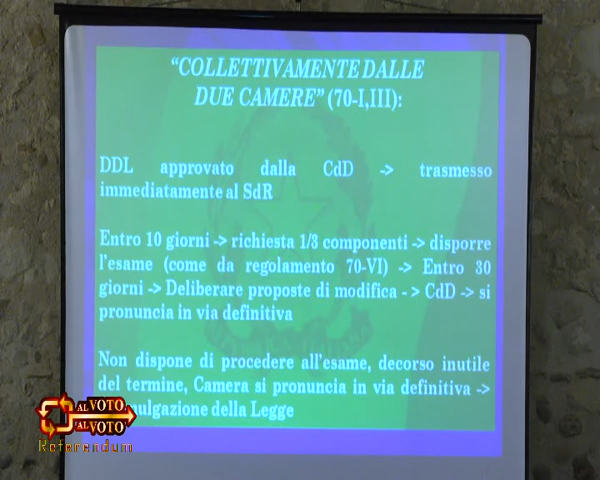 “COLLETTIVAMENTE DALLE
DUE CAMERE” (70-I,III):
DDL approvato dalla CdD -> trasmesso
immediatamente al SdR
Entro 10 giorni -> richiesta 1/3 componenti -> disporre
l'esame (come da regolamento 70-VI) -> Entro 30
giorni -> Deliberare proposte di modifica - > CdD -> si
pronuncia in via definitiva
Non dispone di procedere all'esame, decorso inutile
del termine, Camera si pronuncia in via definitiva ->
ulgazione della Legge
AL VOTO
AL VOTO
Referendum